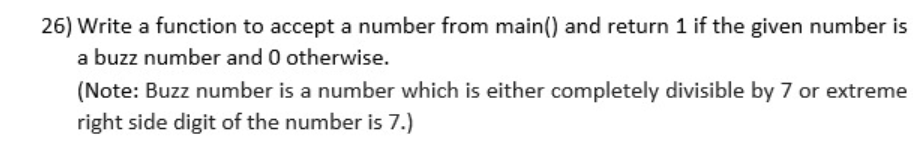 26) Write a function to accept a number from main() and return 1 if the given number is
a buzz number and 0 otherwise.
(Note: Buzz number is a number which is either completely divisible by 7 or extreme
right side digit of the number is 7.)